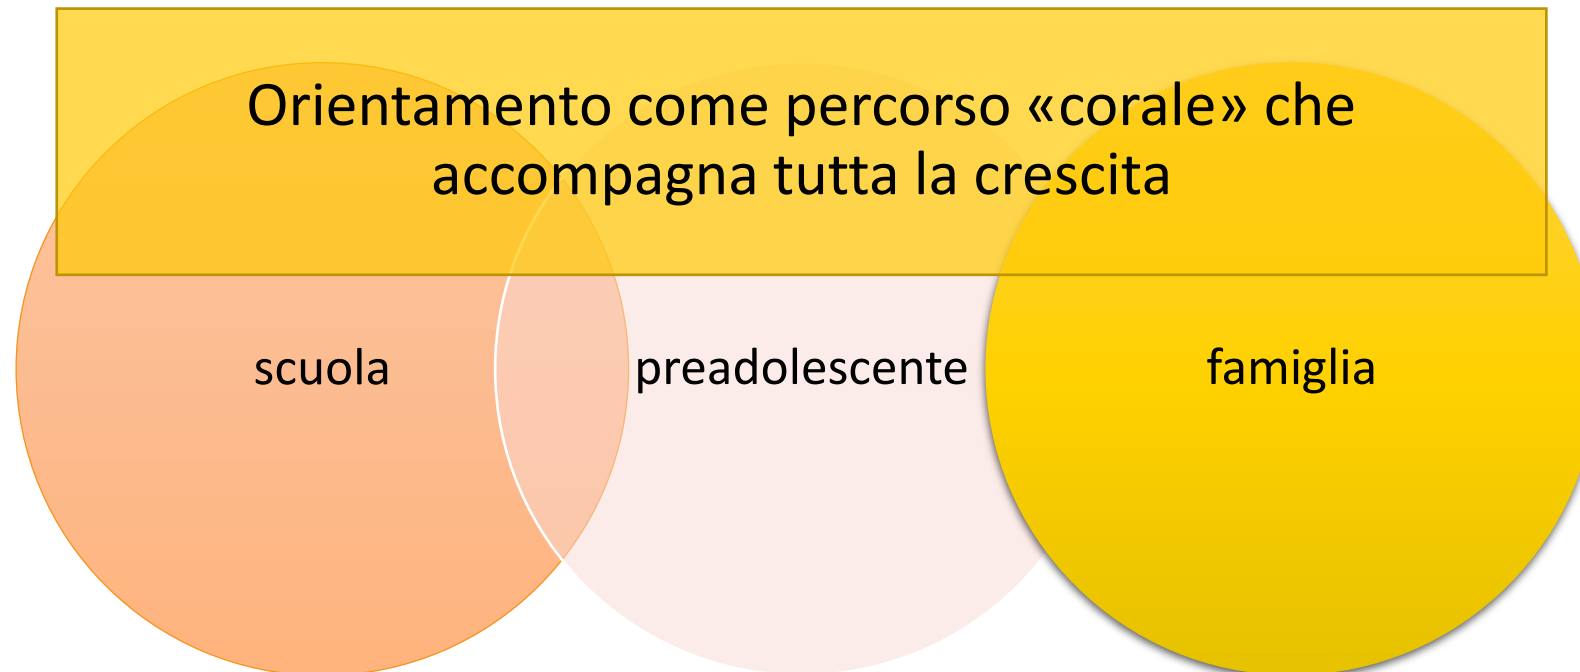 Orientamento come percorso «corale» che
accompagna tutta la crescita
scuola
preadolescente
famiglia